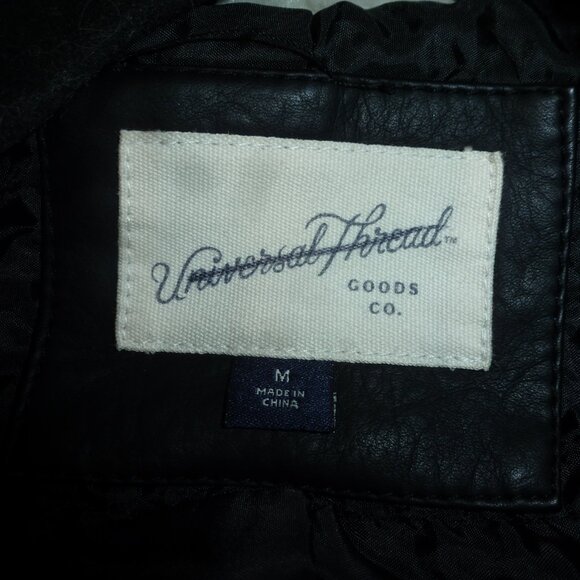 Universal Thread™
GOODS
CO.
M
MADE IN
CHINA